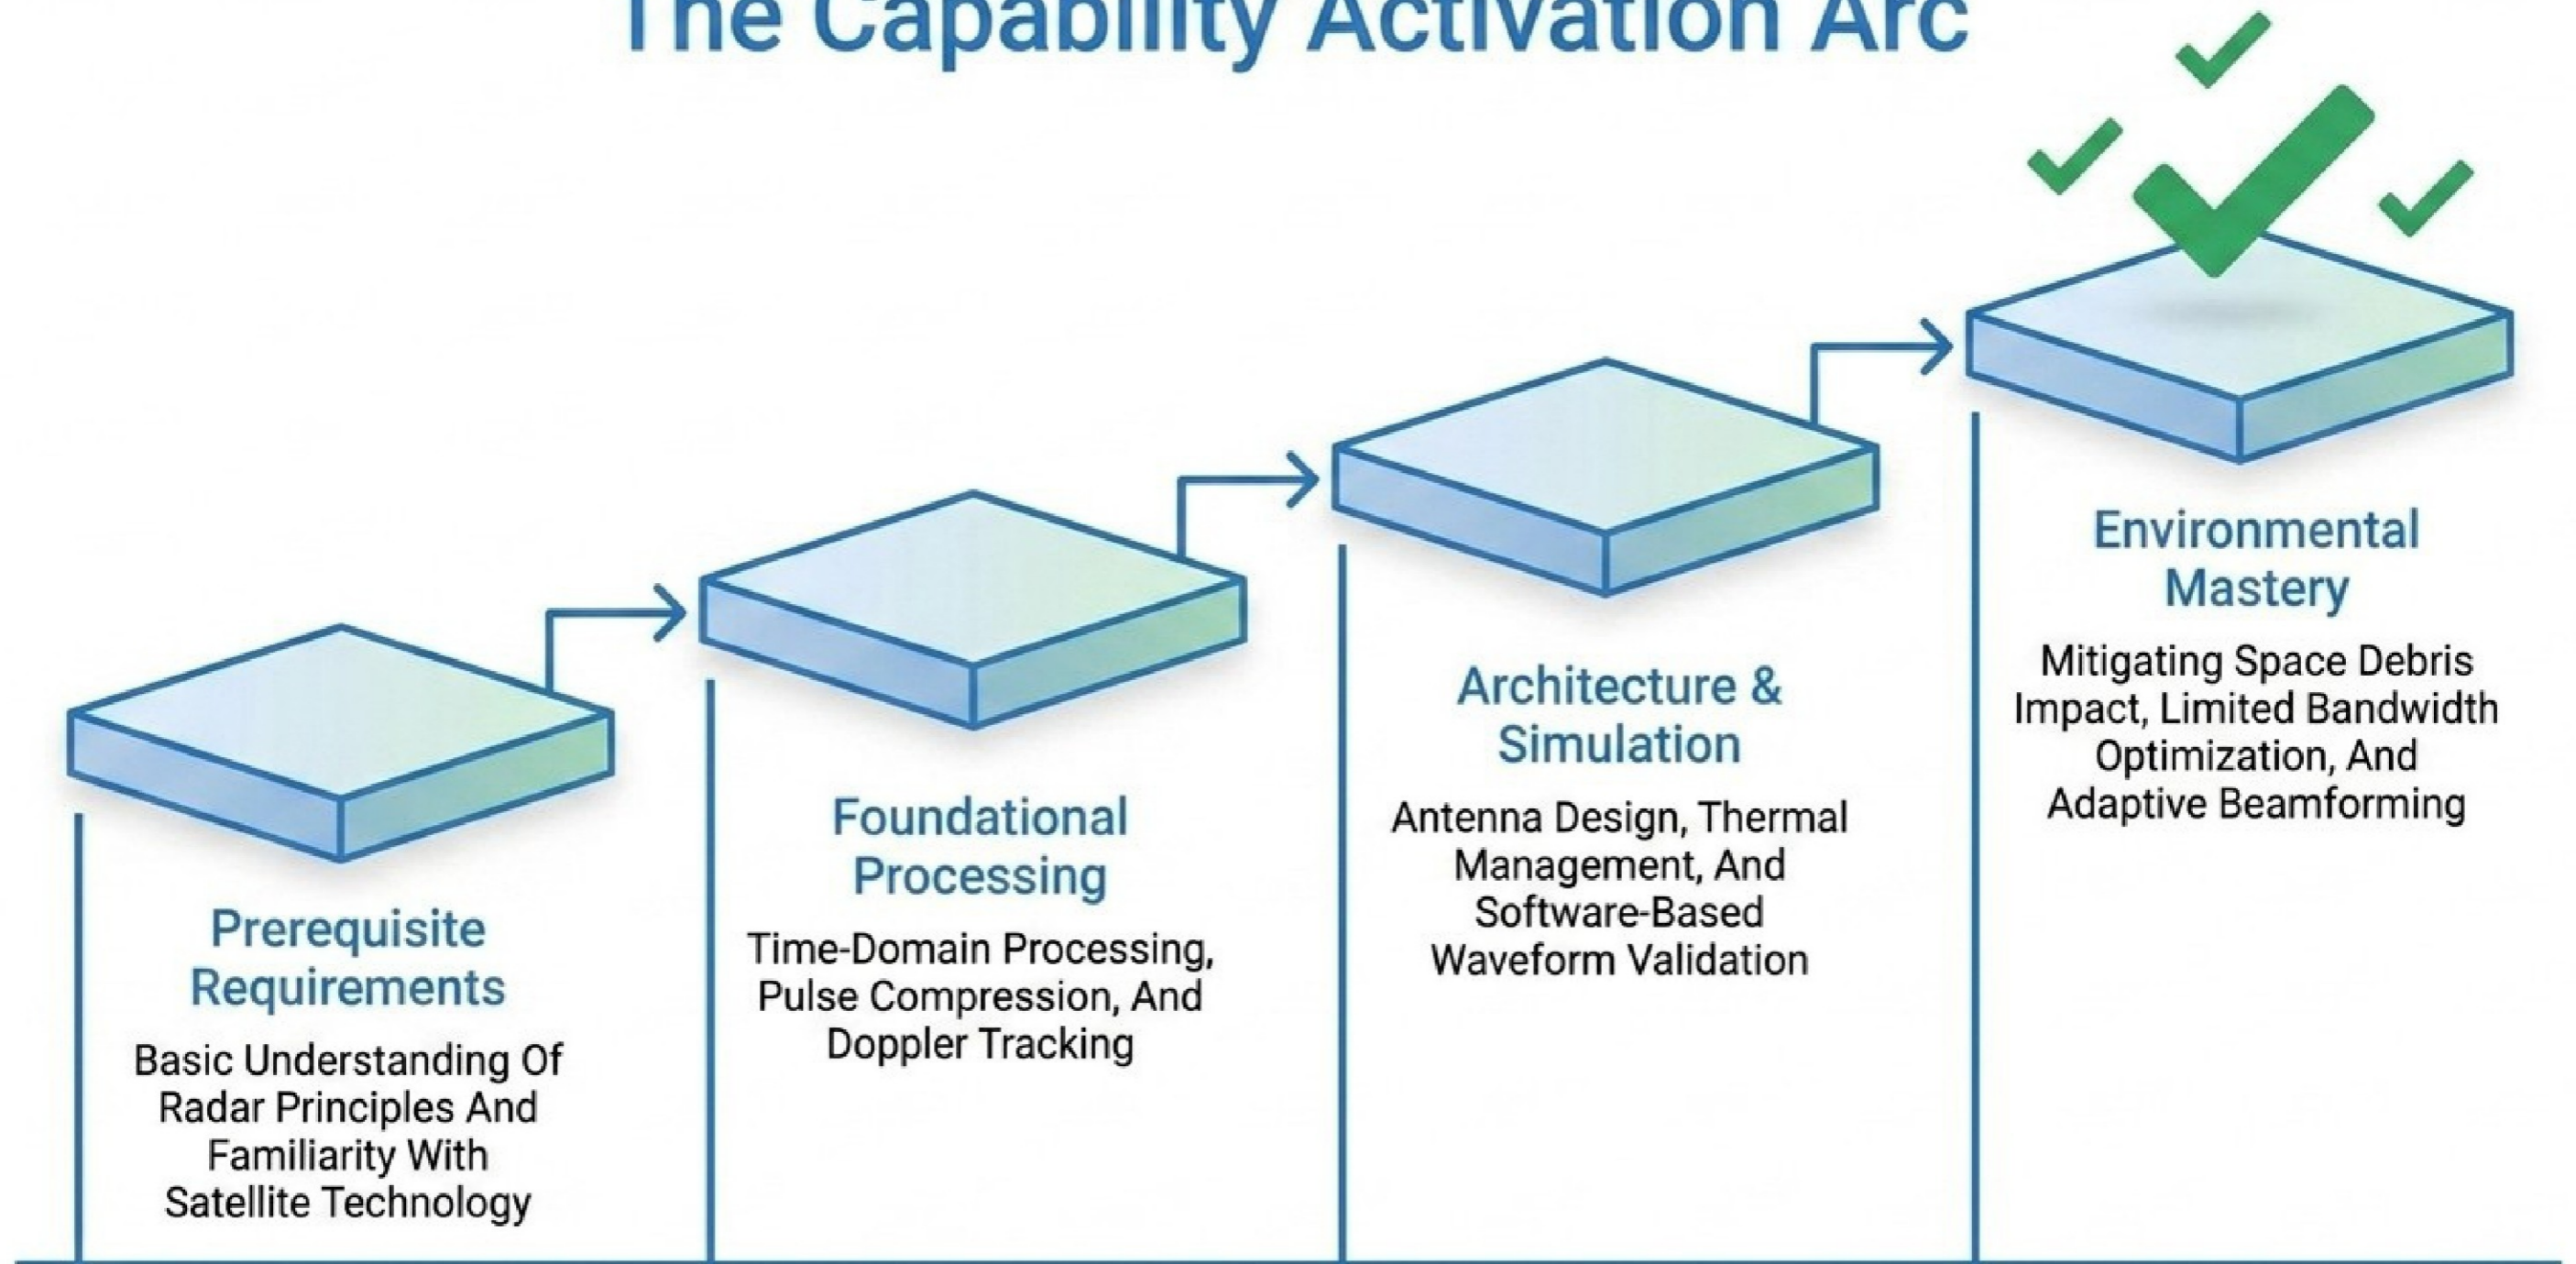 The Capability Activation Arc
Prerequisite
Requirements
Basic Understanding Of
Radar Principles And
Familiarity With
Satellite Technology
Foundational
Processing
Time-Domain Processing,
Pulse Compression, And
Doppler Tracking
Architecture &
Simulation
Antenna Design, Thermal
Management, And
Software-Based
Waveform Validation
Environmental
Mastery
Mitigating Space Debris
Impact, Limited Bandwidth
Optimization, And
Adaptive Beamforming